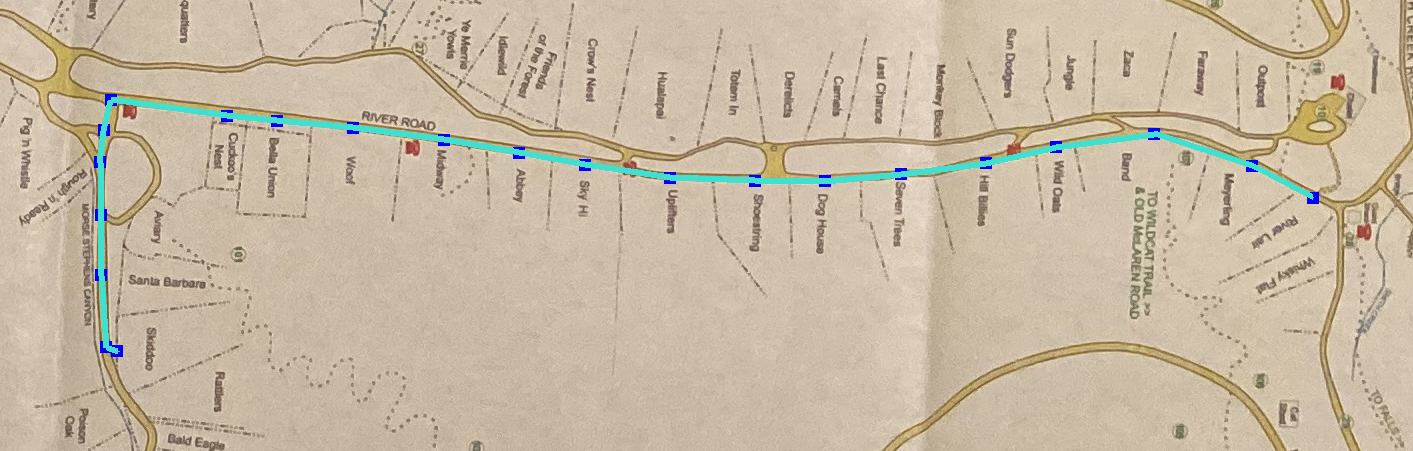 quatters
Ye Merrie
Yowls
Idlewild
Friends
of the Forest
Crow's Nest
Hualapai
Totem In
Derelicts
Camels
Last Chance
Monkey Block
Sun Dodgers
Jungle
Zaca
Faraway
Outpost
RIVER ROAD
Pig 'n Whistle
Rough 'n Ready
MORSE STEPHENS CANYON
Aviary
Cuckoo's
Nest
Bella Union
Woof
Midway
Abbey
Sky Hi
Uplifters
Shoestring
Dog House
Seven Trees
Hill Billies
Wild Oats
Band
TO WILDCAT TRAIL >>
& OLD McLAREN ROAD
Meyerling
River Lair
Whisky Flat
Santa Barbara
Skiddoo
Rattlers
Poison
Oak
Bald Eagle
101
TO FALLS >>